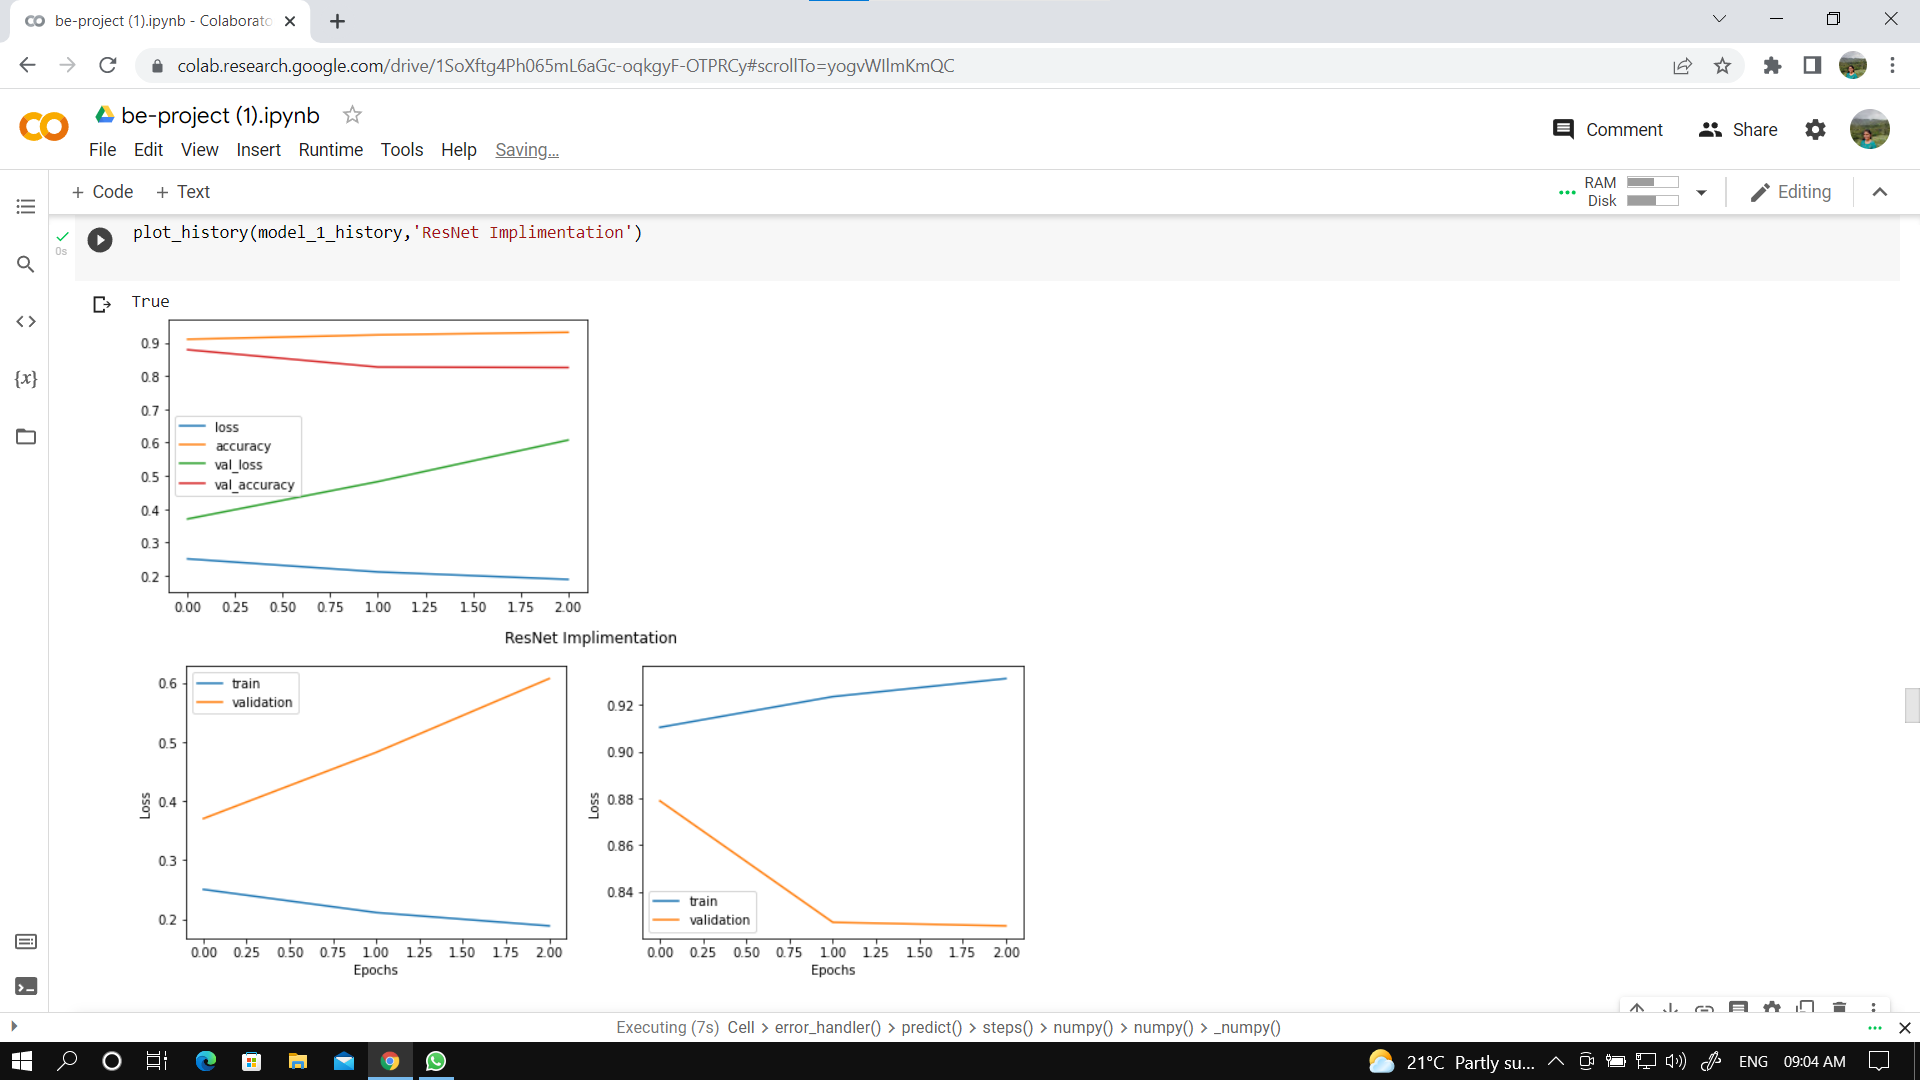 be-project (1).ipynb - Colaborato
colab.research.google.com/drive/1SoXftg4Ph065mL6aGc-oqkgyF-OTPRCy#scrollTo=yogvWIlmKmQC
be-project (1).ipynb
Comment
Share
File Edit View Insert Runtime Tools Help Saving...
+ Code + Text
RAM
Disk
Editing
plot_history(model_1_history,'ResNet Implimentation')
0s
{x}
True
0.9
0.8
0.7
0.6
0.5
0.4
0.3
0.2
loss
accuracy
val_loss
val_accuracy
0.00 0.25 0.50 0.75 1.00 1.25 1.50 1.75 2.00
ResNet Implimentation
0.6
0.5
0.4
0.3
0.2
Loss
train
validation
0.00 0.25 0.50 0.75 1.00 1.25 1.50 1.75 2.00
Epochs
0.92
0.90
0.88
0.86
0.84
Loss
train
validation
0.00 0.25 0.50 0.75 1.00 1.25 1.50 1.75 2.00
Epochs
Executing (7s) Cell > error_handler() > predict() > steps() > numpy() > numpy() > _numpy()
21°C Partly su...
ENG
09:04 AM